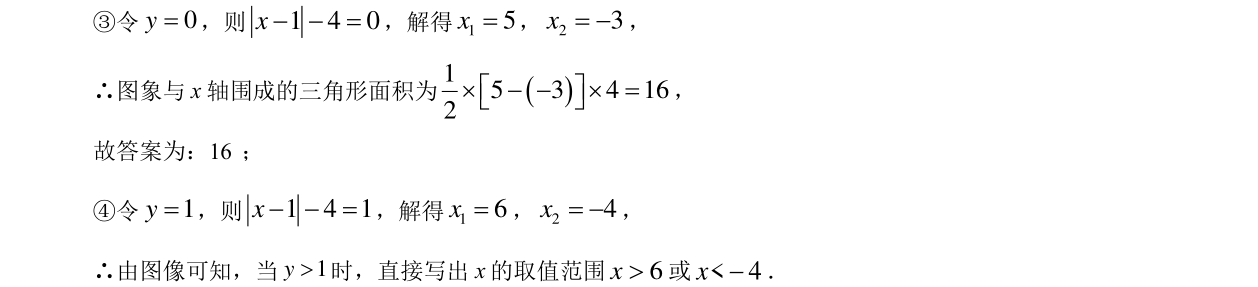 ③令 y = 0，则 |x − 1| − 4 = 0，解得 x₁ = 5， x₂ = −3，
∴图象与 x 轴围成的三角形面积为 1/2 × [5 − (−3)] × 4 = 16，
故答案为：16 ；
④令 y = 1，则 |x − 1| − 4 = 1，解得 x₁ = 6， x₂ = −4，
∴由图像可知，当 y > 1 时，直接写出 x 的取值范围 x > 6 或 x < − 4．